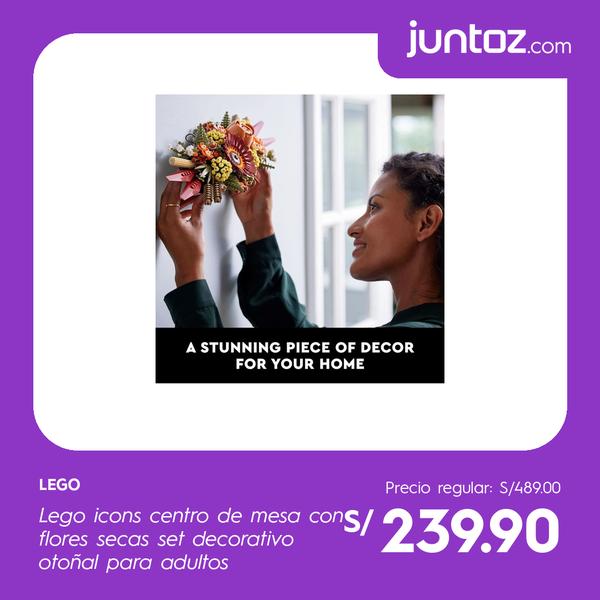 juntoz.com
A STUNNING PIECE OF DECOR
FOR YOUR HOME
LEGO
Precio regular: S/489.00
Lego icons centro de mesa con
flores secas set decorativo
otoñal para adultos
S/ 239.90